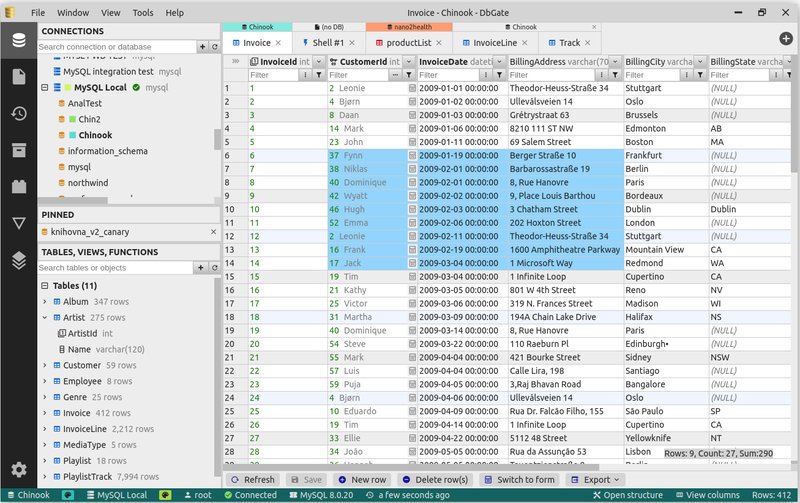 File Window View Tools Help
Invoice - Chinook - DbGate
CONNECTIONS
Search connection or database
MySQL integration test mysql
MySQL Local mysql
AnalTest
Chin2
Chinook
information_schema
mysql
northwind
PINNED
knihovna_v2_canary
TABLES, VIEWS, FUNCTIONS
Search tables or objects
Tables (11)
Album 347 rows
Artist 275 rows
ArtistId int
Name varchar(120)
Customer 59 rows
Employee 8 rows
Genre 25 rows
Invoice 412 rows
InvoiceLine 2,212 rows
MediaType 5 rows
Playlist 18 rows
PlaylistTrack 7,994 rows
Chinook (no DB) nano2health Chinook
Invoice Shell #1 productList InvoiceLine Track
InvoiceId int CustomerId int InvoiceDate dateti BillingAddress varchar(70 BillingCity varchar( BillingState varcha
Filter Filter Filter Filter Filter Filter
1 1 2 Leonie 2009-01-01 00:00:00 Theodor-Heuss-Straße 34 Stuttgart (NULL)
2 2 4 Bjørn 2009-01-02 00:00:00 Ullevålsveien 14 Oslo (NULL)
3 3 8 Daan 2009-01-03 00:00:00 Grétrystraat 63 Brussels (NULL)
4 4 14 Mark 2009-01-06 00:00:00 8210 111 ST NW Edmonton AB
5 5 23 John 2009-01-11 00:00:00 69 Salem Street Boston MA
6 6 37 Fynn 2009-01-19 00:00:00 Berger Straße 10 Frankfurt (NULL)
7 7 38 Niklas 2009-02-01 00:00:00 Barbarossastraße 19 Berlin (NULL)
8 8 40 Dominique 2009-02-01 00:00:00 8, Rue Hanovre Paris (NULL)
9 9 42 Wyatt 2009-02-02 00:00:00 9, Place Louis Barthou Bordeaux (NULL)
10 10 46 Hugh 2009-02-03 00:00:00 3 Chatham Street Dublin Dublin
11 11 52 Emma 2009-02-06 00:00:00 202 Hoxton Street London (NULL)
12 12 2 Leonie 2009-02-11 00:00:00 Theodor-Heuss-Straße 34 Stuttgart (NULL)
13 13 16 Frank 2009-02-19 00:00:00 1600 Amphitheatre Parkway Mountain View CA
14 14 17 Jack 2009-03-04 00:00:00 1 Microsoft Way Redmond WA
15 15 19 Tim 2009-03-04 00:00:00 1 Infinite Loop Cupertino CA
16 16 21 Kathy 2009-03-05 00:00:00 801 W 4th Street Reno NV
17 17 25 Victor 2009-03-06 00:00:00 319 N. Frances Street Madison WI
18 18 31 Martha 2009-03-09 00:00:00 194A Chain Lake Drive Halifax NS
19 19 40 Dominique 2009-03-14 00:00:00 8, Rue Hanovre Paris (NULL)
20 20 54 Steve 2009-03-22 00:00:00 110 Raeburn Pl Edinburgh• (NULL)
21 21 55 Mark 2009-04-04 00:00:00 421 Bourke Street Sidney NSW
22 22 57 Luis 2009-04-04 00:00:00 Calle Lira, 198 Santiago (NULL)
23 23 59 Puja 2009-04-05 00:00:00 3,Raj Bhavan Road Bangalore (NULL)
24 24 4 Bjørn 2009-04-06 00:00:00 Ullevålsveien 14 Oslo (NULL)
25 25 10 Eduardo 2009-04-09 00:00:00 Rua Dr. Falcão Filho, 155 São Paulo SP
26 26 19 Tim 2009-04-14 00:00:00 1 Infinite Loop Cupertino CA
27 27 33 Ellie 2009-04-22 00:00:00 5112 48 Street Yellowknife NT
28 28 34 João 2009-05-05 00:00:00 Rua da Assunção 53 Lisbon
Rows: 9, Count: 27, Sum:290
Refresh Save New row Delete row(s) Switch to form Export
Chinook MySQL Local root Connected MySQL 8.0.20 a few seconds ago Open structure View columns Rows: 412